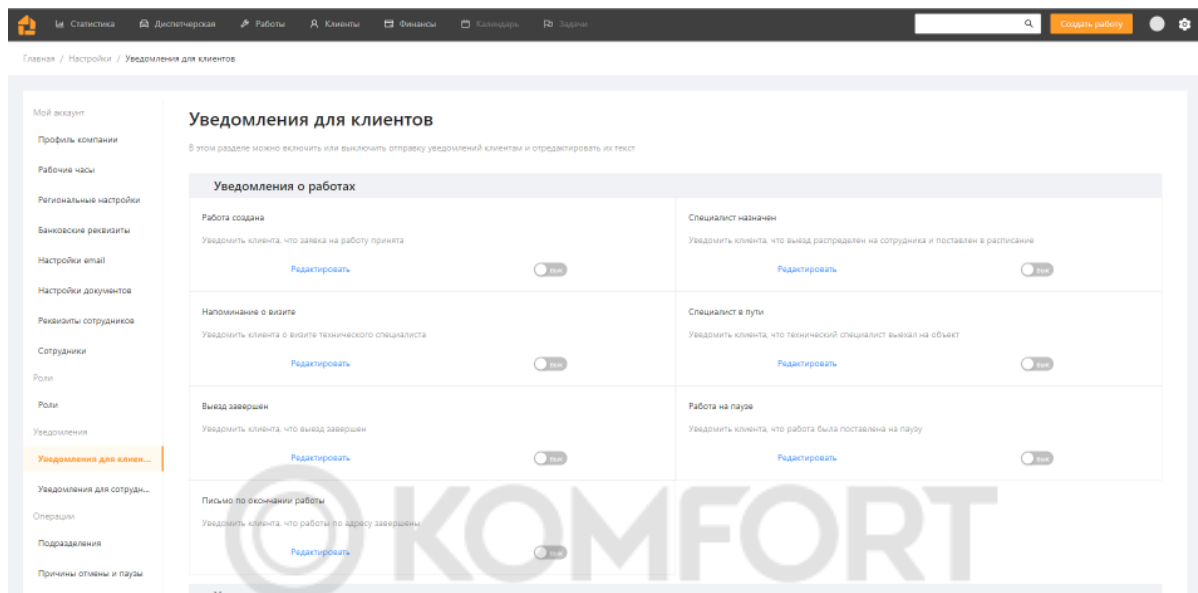 Статистика Диспетчерская Работы Клиенты Финансы Календарь Задачи Создать работу
Главная / Настройки / Уведомления для клиентов
Мой аккаунт
Профиль компании
Рабочие часы
Региональные настройки
Банковские реквизиты
Настройки email
Настройки документов
Реквизиты сотрудников
Сотрудники
Роли
Роли
Уведомления
Уведомления для клиен...
Уведомления для сотрудн...
Операции
Подразделения
Причины отмены и паузы
Уведомления для клиентов
В этом разделе можно включить или выключить отправку уведомлений клиентам и отредактировать их текст
Уведомления о работах
Работа создана
Уведомить клиента, что заявка на работу принята
Редактировать
Специалист назначен
Уведомить клиента, что выезд распределен на сотрудника и поставлен в расписание
Редактировать
Напоминание о визите
Уведомить клиента о визите технического специалиста
Редактировать
Специалист в пути
Уведомить клиента, что технический специалист выехал на объект
Редактировать
Выезд завершен
Уведомить клиента, что выезд завершен
Редактировать
Работа на паузе
Уведомить клиента, что работа была поставлена на паузу
Редактировать
Письмо по окончании работы
Уведомить клиента, что работы по адресу завершены
Редактировать
KOMFORT